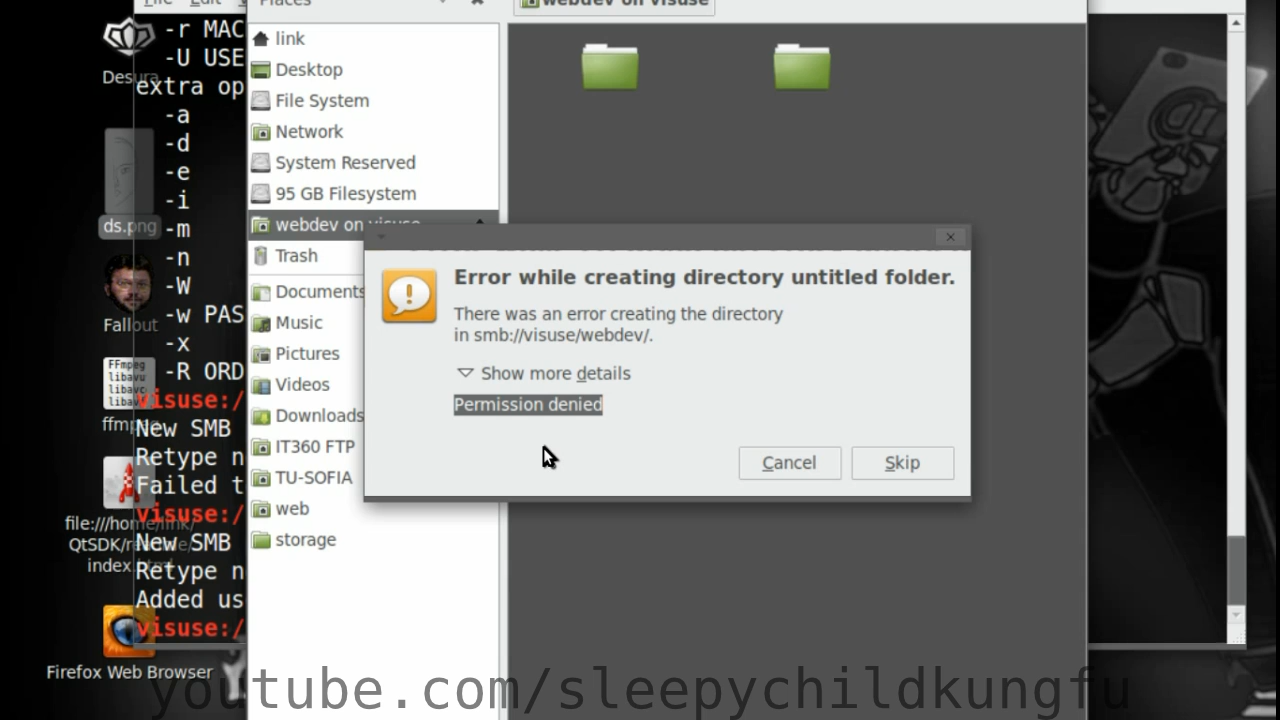 File Edit
Places
webdev on visuse
Desura
ds.png
Fallout
FFmpeg
ffmpeg
file:///home/link/
QtSDK/
index.
Firefox Web Browser
-r MAC
-U USE
extra op
-a
-d
-e
-i
-m
-n
-W
-w PAS
-x
-R ORD
visuse:/
New SMB
Retype n
Failed t
visuse:/
New SMB
Retype n
Added us
visuse:/
link
Desktop
File System
Network
System Reserved
95 GB Filesystem
webdev on visuse
Trash
Documents
Music
Pictures
Videos
Downloads
IT360 FTP
TU-SOFIA
web
storage
Error while creating directory untitled folder.
There was an error creating the directory
in smb://visuse/webdev/.
Show more details
Permission denied
Cancel
Skip
youtube.com/sleepychildkungfu